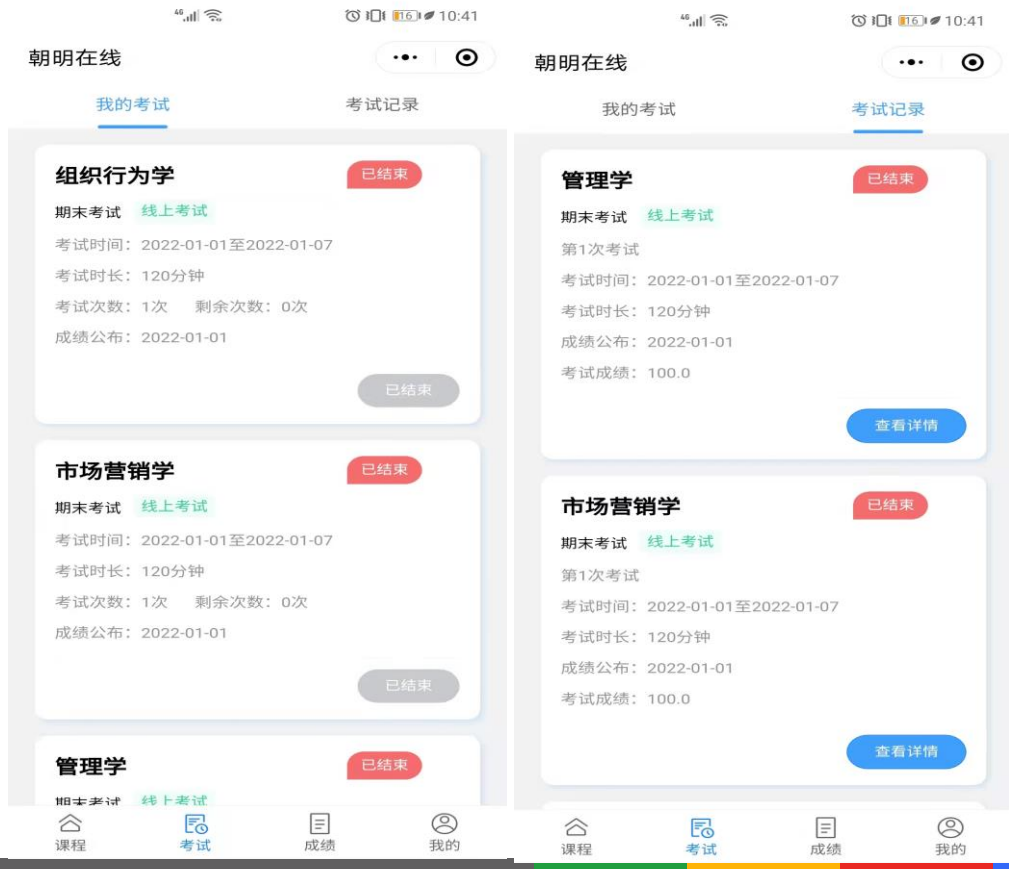 46 16 10:41
朝明在线
我的考试 考试记录
组织行为学 已结束
期末考试 线上考试
考试时间：2022-01-01至2022-01-07
考试时长：120分钟
考试次数：1次 剩余次数：0次
成绩公布：2022-01-01
已结束
市场营销学 已结束
期末考试 线上考试
考试时间：2022-01-01至2022-01-07
考试时长：120分钟
考试次数：1次 剩余次数：0次
成绩公布：2022-01-01
已结束
管理学 已结束
期末考试 线上考试
课程 考试 成绩 我的
46 16 10:41
朝明在线
我的考试 考试记录
管理学 已结束
期末考试 线上考试
第1次考试
考试时间：2022-01-01至2022-01-07
考试时长：120分钟
成绩公布：2022-01-01
考试成绩：100.0
查看详情
市场营销学 已结束
期末考试 线上考试
第1次考试
考试时间：2022-01-01至2022-01-07
考试时长：120分钟
成绩公布：2022-01-01
考试成绩：100.0
查看详情
课程 考试 成绩 我的